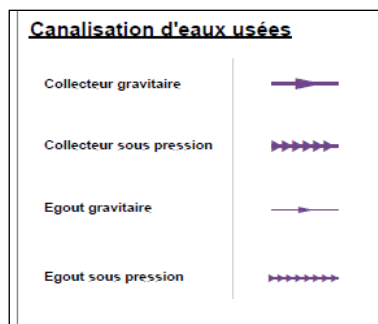 Canalisation d'eaux usées
Collecteur gravitaire
Collecteur sous pression
Egout gravitaire
Egout sous pression